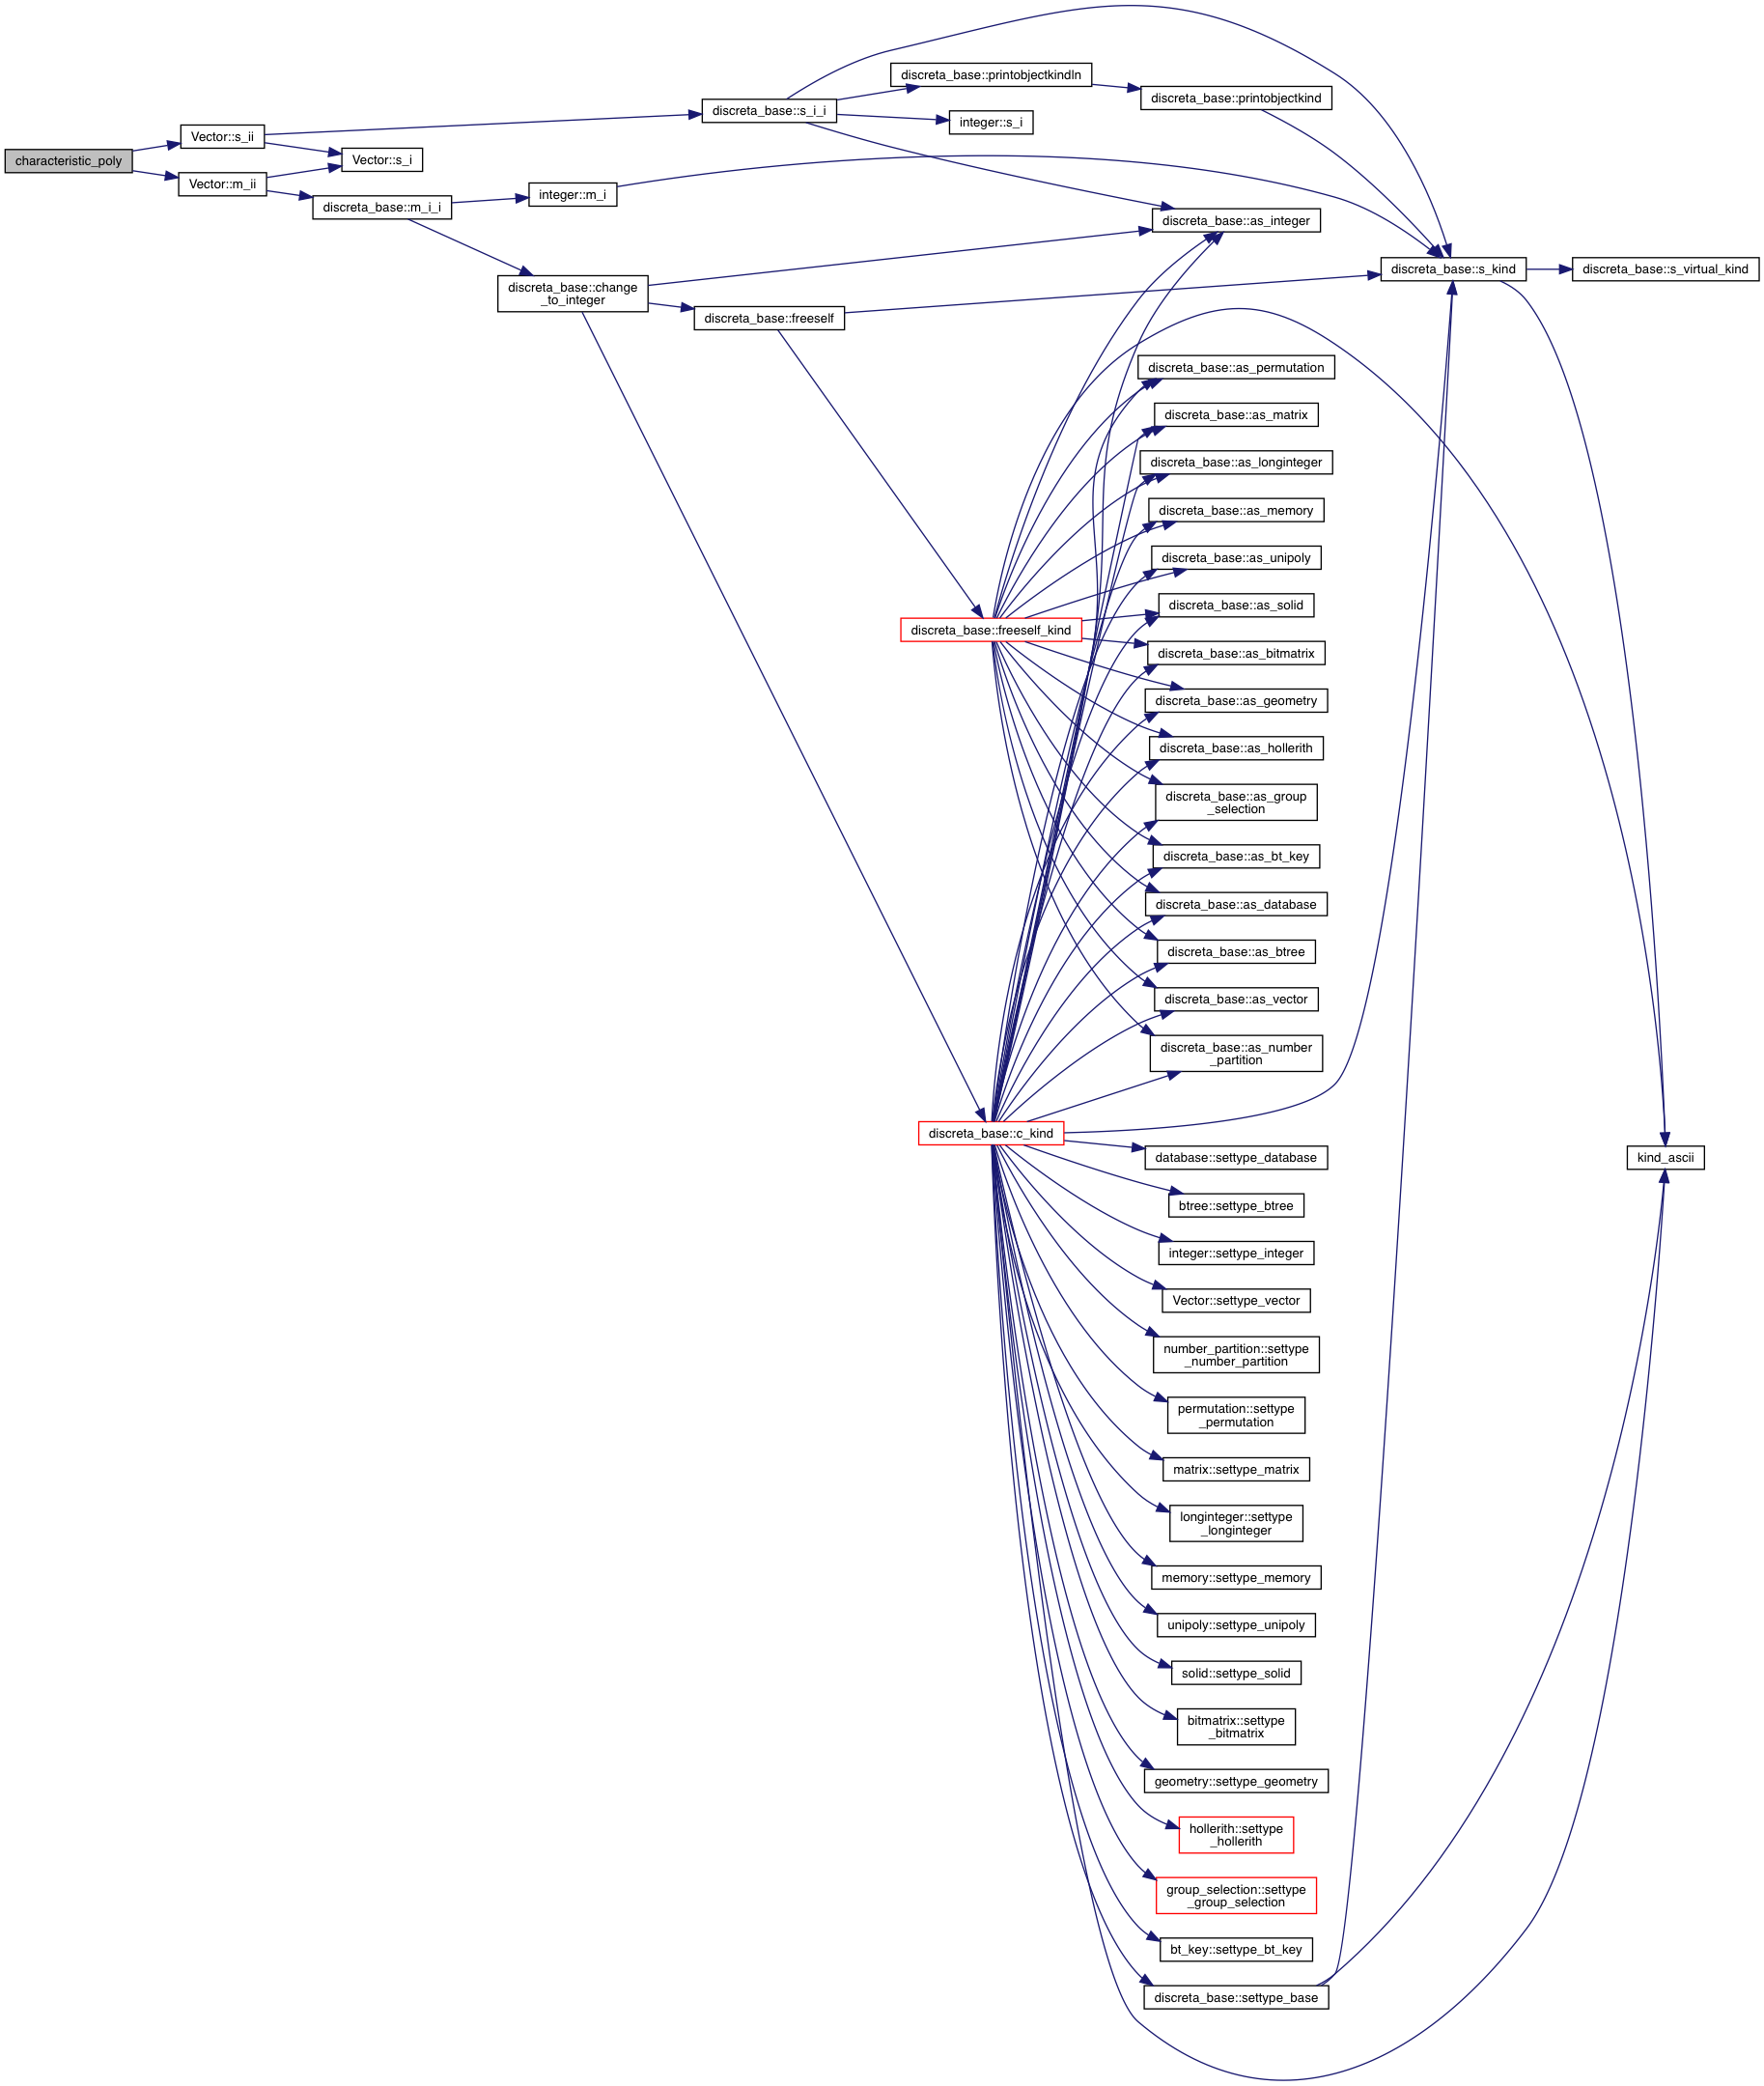 characteristic_poly
Vector::s_ii
Vector::m_ii
Vector::s_i
discreta_base::m_i_i
integer::m_i
discreta_base::change
_to_integer
discreta_base::s_i_i
discreta_base::freeself
discreta_base::printobjectkindln
integer::s_i
discreta_base::freeself_kind
discreta_base::c_kind
discreta_base::printobjectkind
discreta_base::as_integer
discreta_base::as_permutation
discreta_base::as_matrix
discreta_base::as_longinteger
discreta_base::as_memory
discreta_base::as_unipoly
discreta_base::as_solid
discreta_base::as_bitmatrix
discreta_base::as_geometry
discreta_base::as_hollerith
discreta_base::as_group
_selection
discreta_base::as_bt_key
discreta_base::as_database
discreta_base::as_btree
discreta_base::as_vector
discreta_base::as_number
_partition
database::settype_database
btree::settype_btree
integer::settype_integer
Vector::settype_vector
number_partition::settype
_number_partition
permutation::settype
_permutation
matrix::settype_matrix
longinteger::settype
_longinteger
memory::settype_memory
unipoly::settype_unipoly
solid::settype_solid
bitmatrix::settype
_bitmatrix
geometry::settype_geometry
hollerith::settype
_hollerith
group_selection::settype
_group_selection
bt_key::settype_bt_key
discreta_base::settype_base
discreta_base::s_kind
discreta_base::s_virtual_kind
kind_ascii